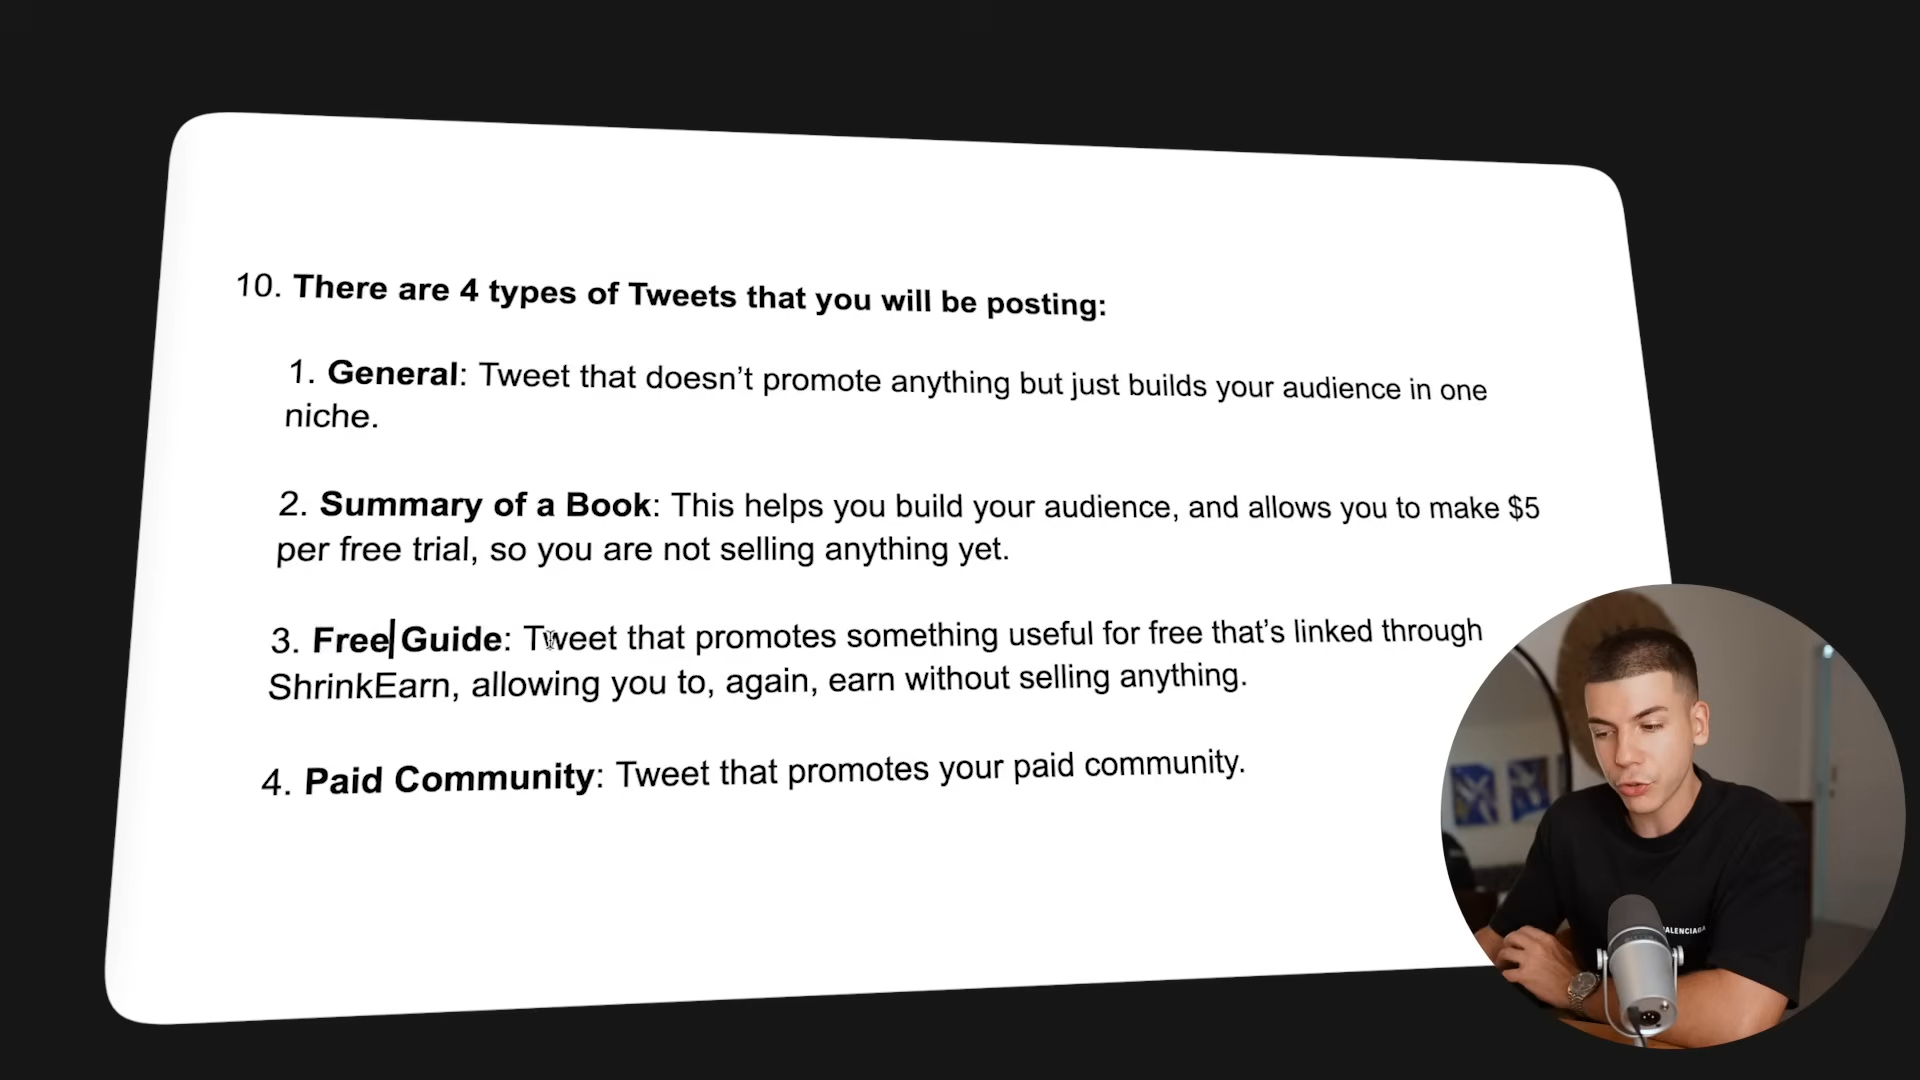 10. There are 4 types of Tweets that you will be posting:
1. General: Tweet that doesn’t promote anything but just builds your audience in one
niche.
2. Summary of a Book: This helps you build your audience, and allows you to make $5
per free trial, so you are not selling anything yet.
3. Free Guide: Tweet that promotes something useful for free that’s linked through
ShrinkEarn, allowing you to, again, earn without selling anything.
4. Paid Community: Tweet that promotes your paid community.
BALENCIAGA